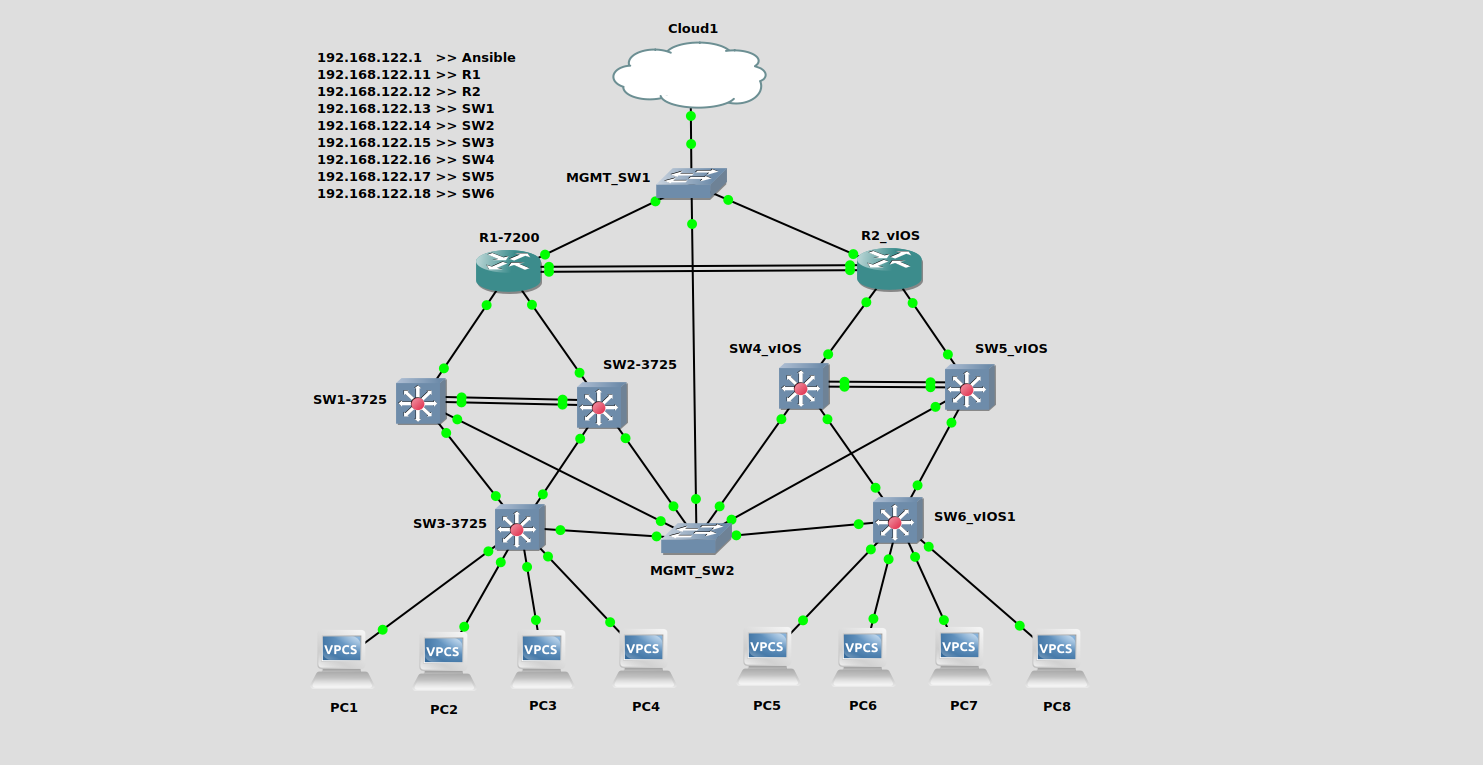 Cloud1
192.168.122.1 >> Ansible
192.168.122.11 >> R1
192.168.122.12 >> R2
192.168.122.13 >> SW1
192.168.122.14 >> SW2
192.168.122.15 >> SW3
192.168.122.16 >> SW4
192.168.122.17 >> SW5
192.168.122.18 >> SW6
MGMT_SW1
R1-7200
R2_vIOS
SW2-3725
SW4_vIOS
SW5_vIOS
SW1-3725
SW3-3725
SW6_vIOS1
MGMT_SW2
VPCS
VPCS
VPCS
VPCS
VPCS
VPCS
VPCS
VPCS
PC1
PC2
PC3
PC4
PC5
PC6
PC7
PC8